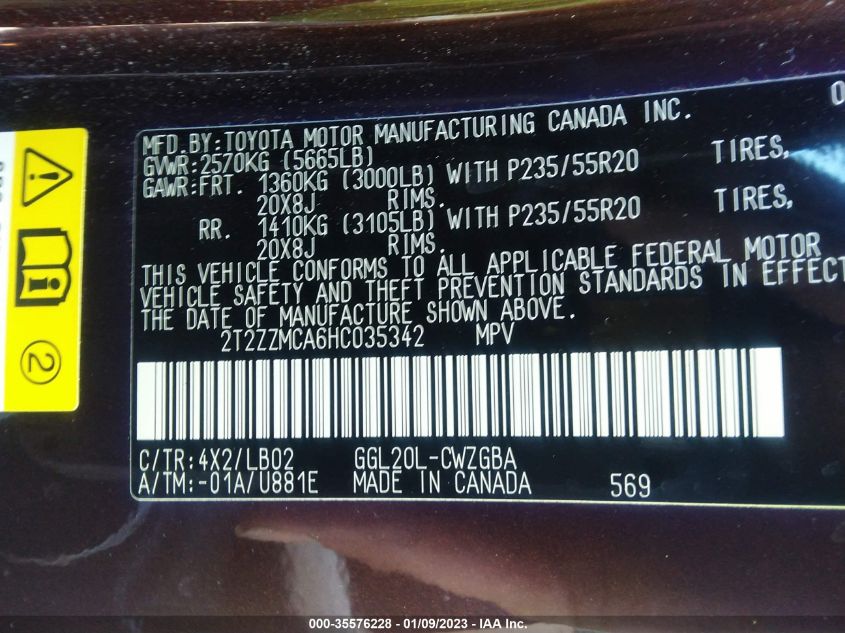 MFD. BY: TOYOTA MOTOR MANUFACTURING CANADA INC.
GVWR: 2570KG (5665LB)
GAWR: FRT. 1360KG (3000LB) WITH P235/55R20 TIRES,
20X8J RIMS.
RR. 1410KG (3105LB) WITH P235/55R20 TIRES,
20X8J RIMS.
THIS VEHICLE CONFORMS TO ALL APPLICABLE FEDERAL MOTOR
VEHICLE SAFETY AND THEFT PREVENTION STANDARDS IN EFFECT
THE DATE OF MANUFACTURE SHOWN ABOVE.
2T2ZZMCA6HC035342 MPV
C/TR: 4X2/LB02 GGL20L-CWZGBA
A/TM: -01A/U881E MADE IN CANADA 569
2
000-35576228 - 01/09/2023 - IAA Inc.